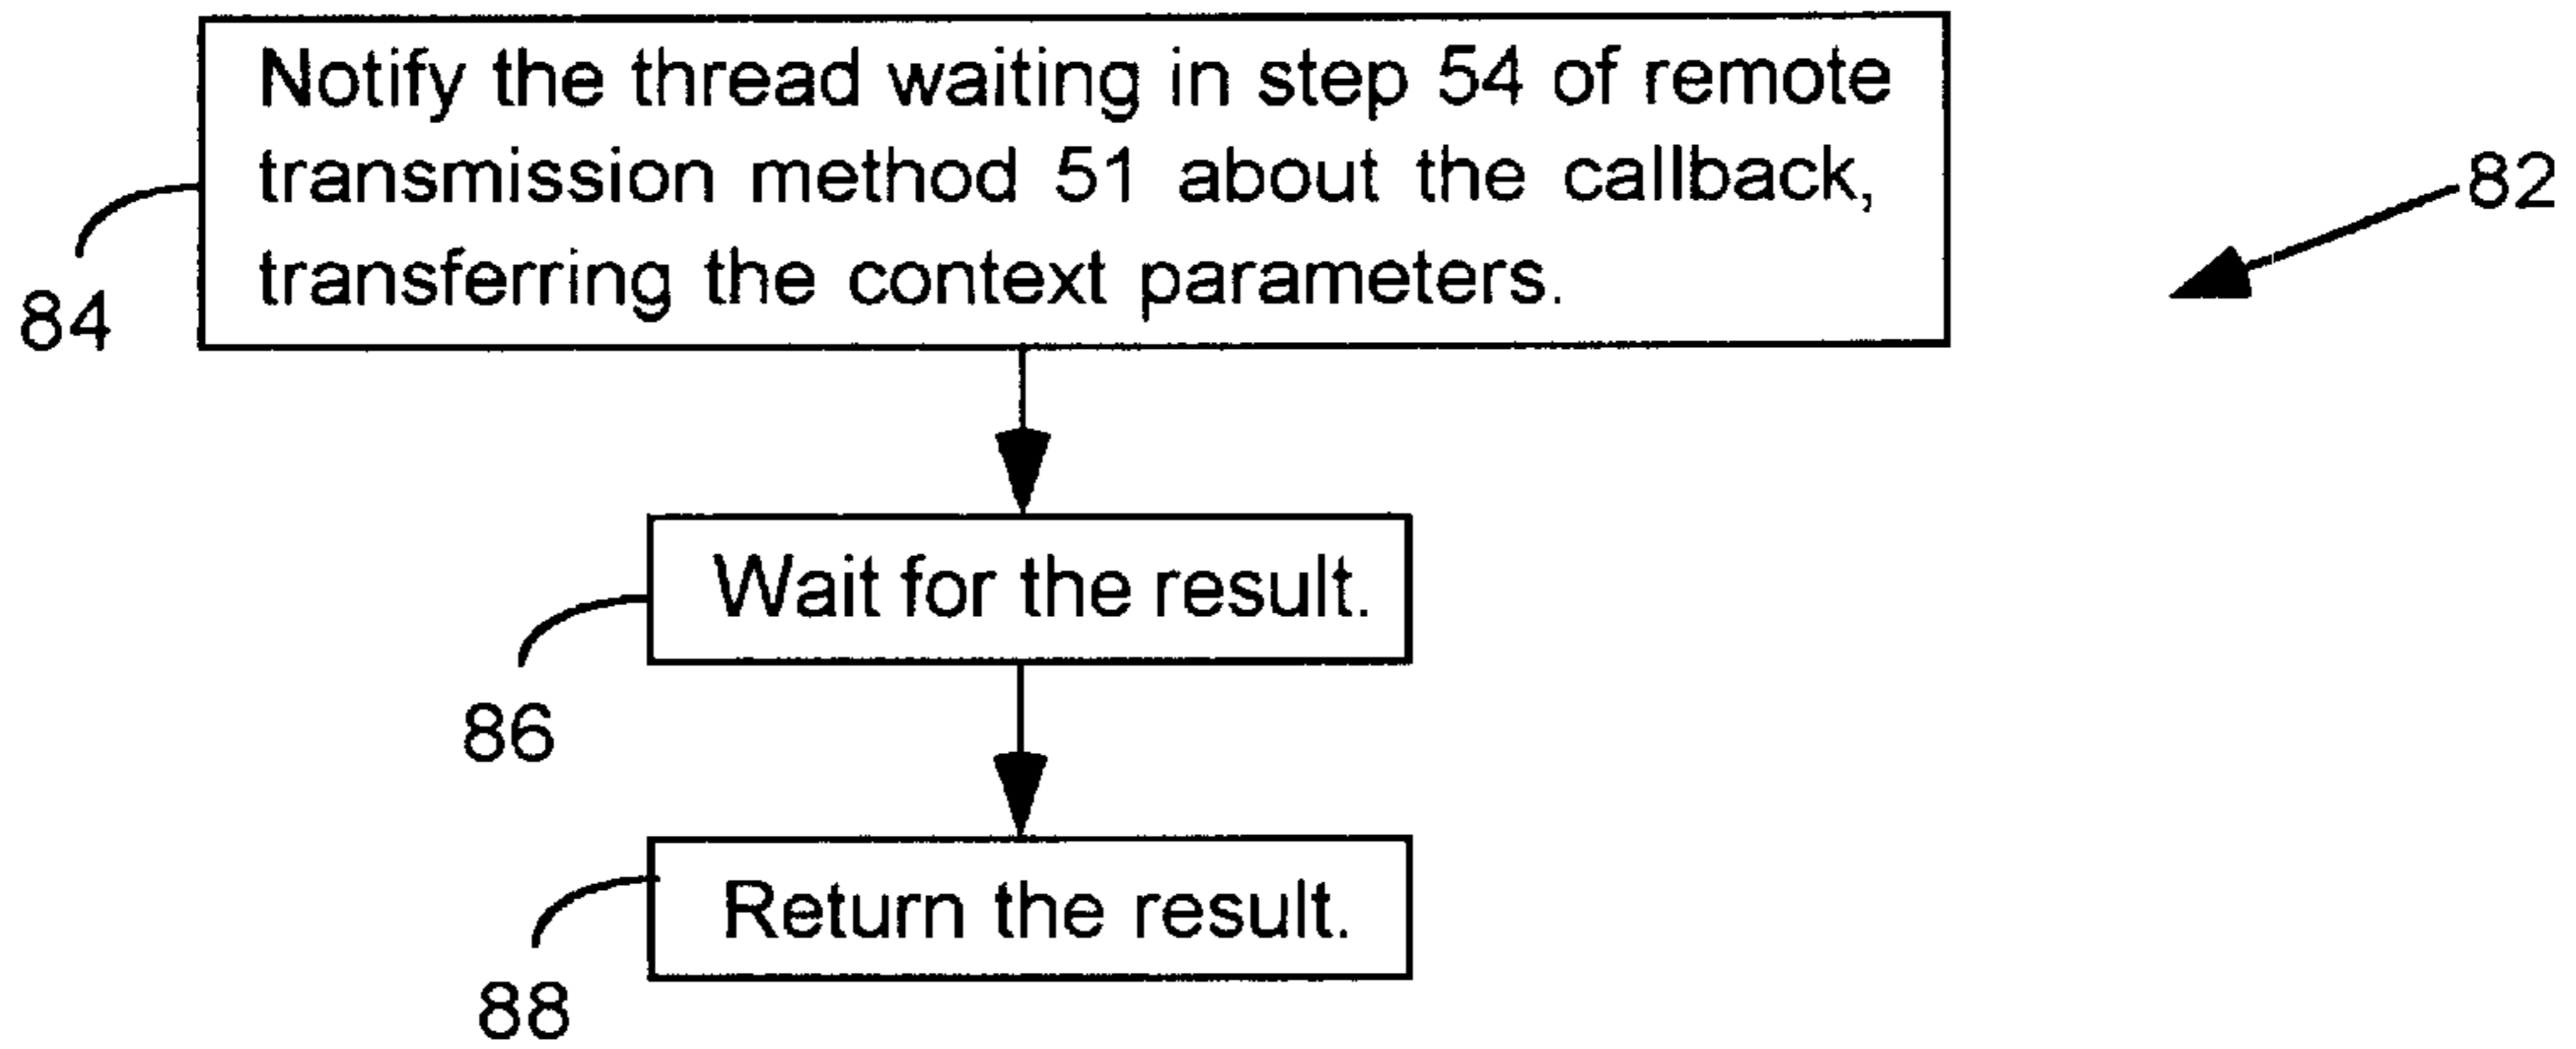 Notify the thread waiting in step 54 of remote
transmission method 51 about the callback,
transferring the context parameters.
82
84
Wait for the result.
86
Return the result.
88